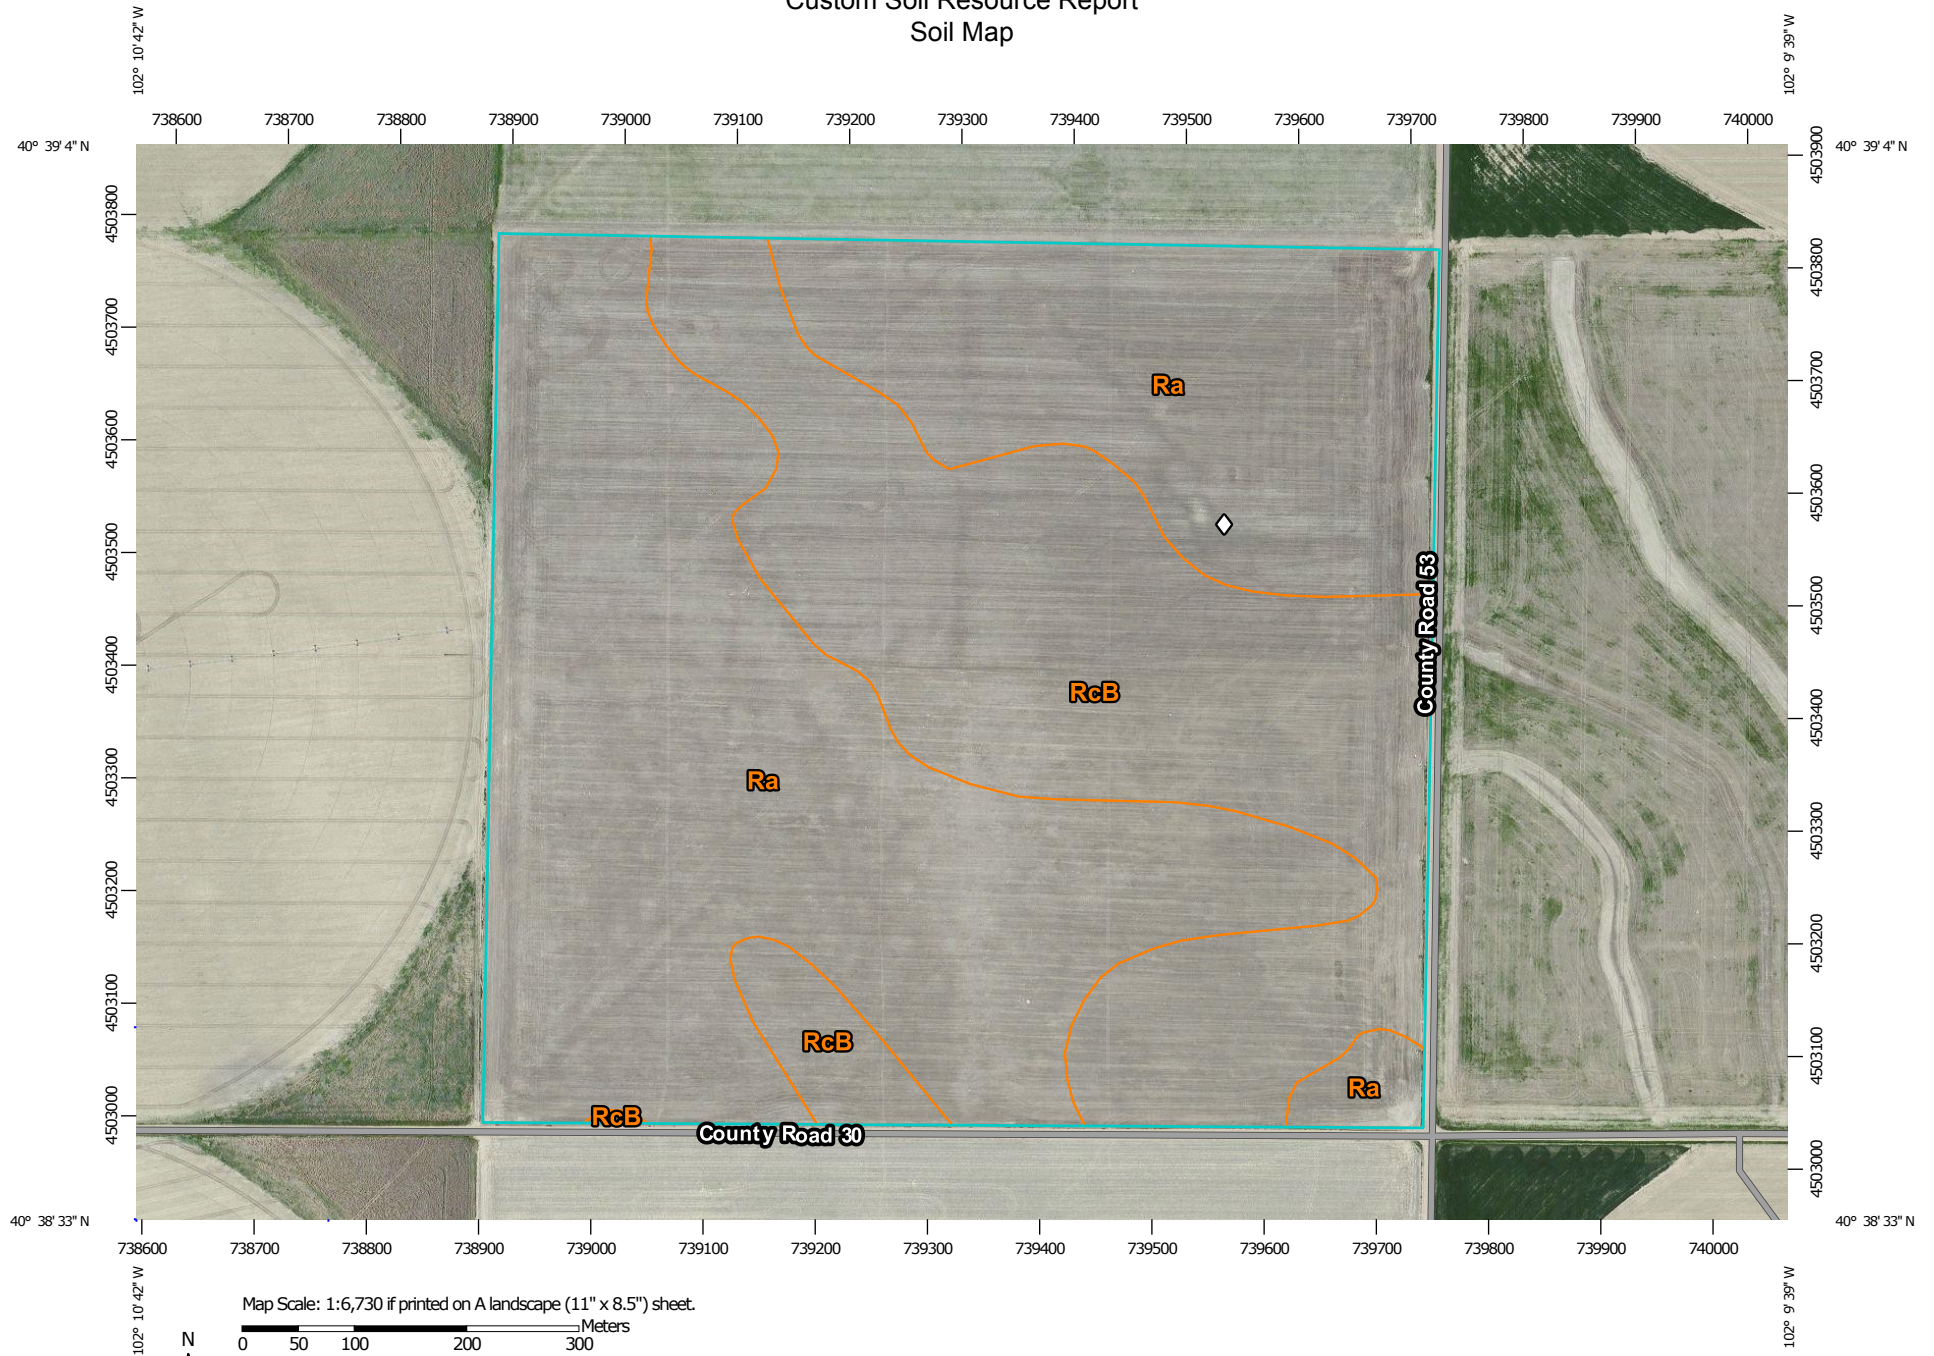 Custom Soil Resource Report
Soil Map
102° 10' 42" W
102° 9' 39" W
738600 738700 738800 738900 739000 739100 739200 739300 739400 739500 739600 739700 739800 739900 740000
40° 39' 4" N
40° 39' 4" N
4503800
4503700
4503600
4503500
4503400
4503300
4503200
4503100
4503000
4503900
4503800
4503700
4503600
4503500
4503400
4503300
4503200
4503100
4503000
Ra
County Road 53
RcB
Ra
RcB
Ra
RcB
County Road 30
40° 38' 33" N
40° 38' 33" N
738600 738700 738800 738900 739000 739100 739200 739300 739400 739500 739600 739700 739800 739900 740000
102° 10' 42" W
102° 9' 39" W
Map Scale: 1:6,730 if printed on A landscape (11" x 8.5") sheet.
Meters
N
0 50 100 200 300